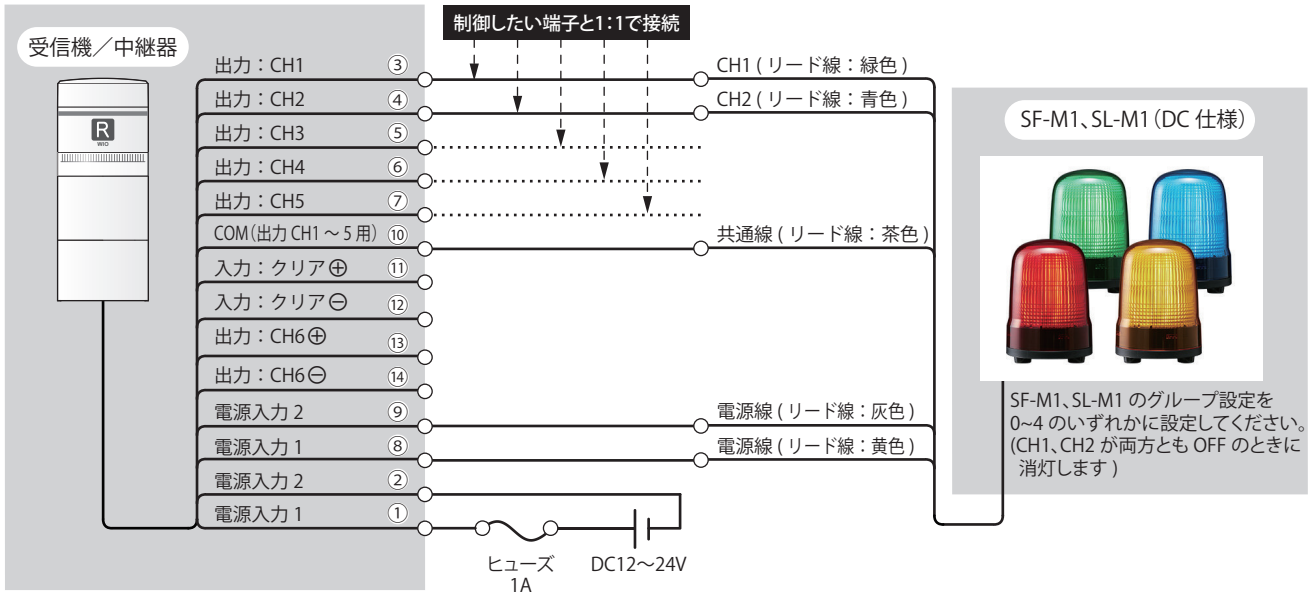 制御したい端子と1：1で接続
受信機／中継器
R
WIO
出力：CH1 ③
出力：CH2 ④
出力：CH3 ⑤
出力：CH4 ⑥
出力：CH5 ⑦
COM(出力 CH1 ～ 5 用) ⑩
入力：クリア⊕ ⑪
入力：クリア⊖ ⑫
出力：CH6⊕ ⑬
出力：CH6⊖ ⑭
電源入力 2 ⑨
電源入力 1 ⑧
電源入力 2 ②
電源入力 1 ①
ヒューズ
1A
DC12～24V
CH1 ( リード線：緑色 )
CH2 ( リード線：青色 )
共通線 ( リード線：茶色 )
電源線 ( リード線：灰色 )
電源線 ( リード線：黄色 )
SF-M1、SL-M1（DC 仕様）
SF-M1、SL-M1 のグループ設定を
0~4 のいずれかに設定してください。
(CH1、CH2 が両方とも OFF のときに
消灯します )